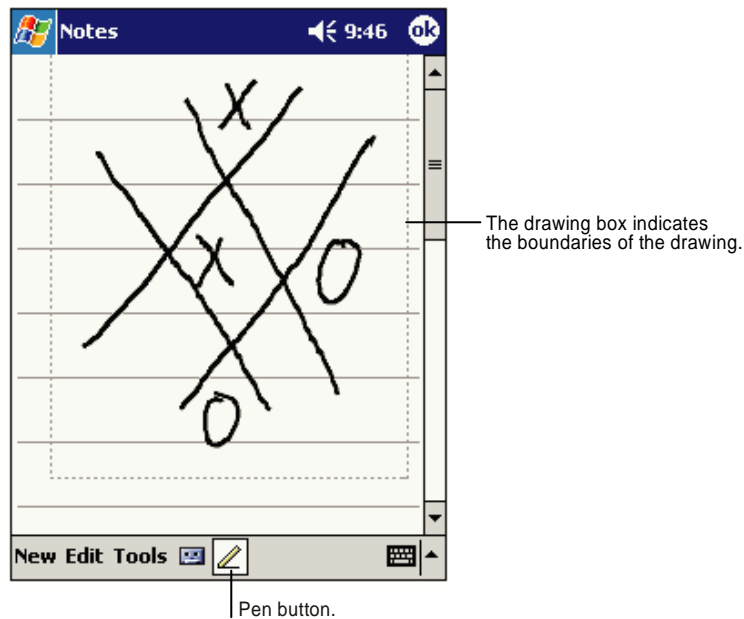 Notes 9:46 ok
X
X
O
O
The drawing box indicates
the boundaries of the drawing.
New Edit Tools
Pen button.